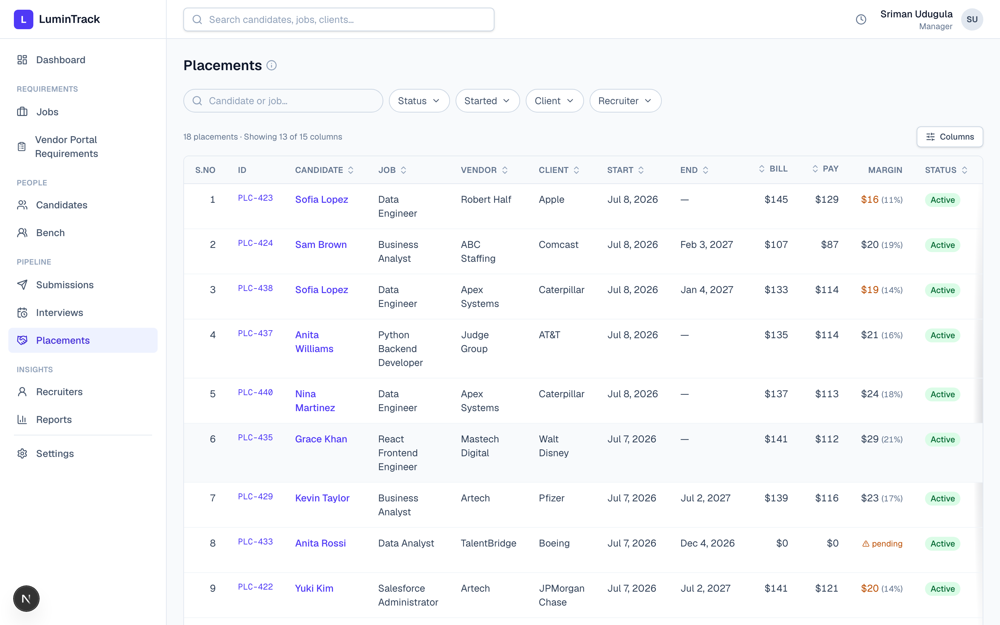 L LuminTrack
Search candidates, jobs, clients...
Sriman Udugula
Manager
SU
Dashboard
REQUIREMENTS
Jobs
Vendor Portal
Requirements
PEOPLE
Candidates
Bench
PIPELINE
Submissions
Interviews
Placements
INSIGHTS
Recruiters
Reports
Settings
N
Placements
Candidate or job...
Status Started Client Recruiter
18 placements · Showing 13 of 15 columns
Columns
S.NO ID CANDIDATE JOB VENDOR CLIENT START END BILL PAY MARGIN STATUS
1 PLC-423 Sofia Lopez Data Robert Half Apple Jul 8, 2026 — $145 $129 $16 (11%) Active
Engineer
2 PLC-424 Sam Brown Business ABC Comcast Jul 8, 2026 Feb 3, 2027 $107 $87 $20 (19%) Active
Analyst Staffing
3 PLC-438 Sofia Lopez Data Apex Caterpillar Jul 8, 2026 Jan 4, 2027 $133 $114 $19 (14%) Active
Engineer Systems
4 PLC-437 Anita Python Judge AT&T Jul 8, 2026 — $135 $114 $21 (16%) Active
Williams Backend Group
Developer
5 PLC-440 Nina Data Apex Caterpillar Jul 8, 2026 — $137 $113 $24 (18%) Active
Martinez Engineer Systems
6 PLC-435 Grace Khan React Mastech Walt Jul 7, 2026 — $141 $112 $29 (21%) Active
Frontend Digital Disney
Engineer
7 PLC-429 Kevin Taylor Business Artech Pfizer Jul 7, 2026 Jul 2, 2027 $139 $116 $23 (17%) Active
Analyst
8 PLC-433 Anita Rossi Data Analyst TalentBridge Boeing Jul 7, 2026 Dec 4, 2026 $0 $0 pending Active
9 PLC-422 Yuki Kim Salesforce Artech JPMorgan Jul 7, 2026 Jul 2, 2027 $141 $121 $20 (14%) Active
Administrator Chase